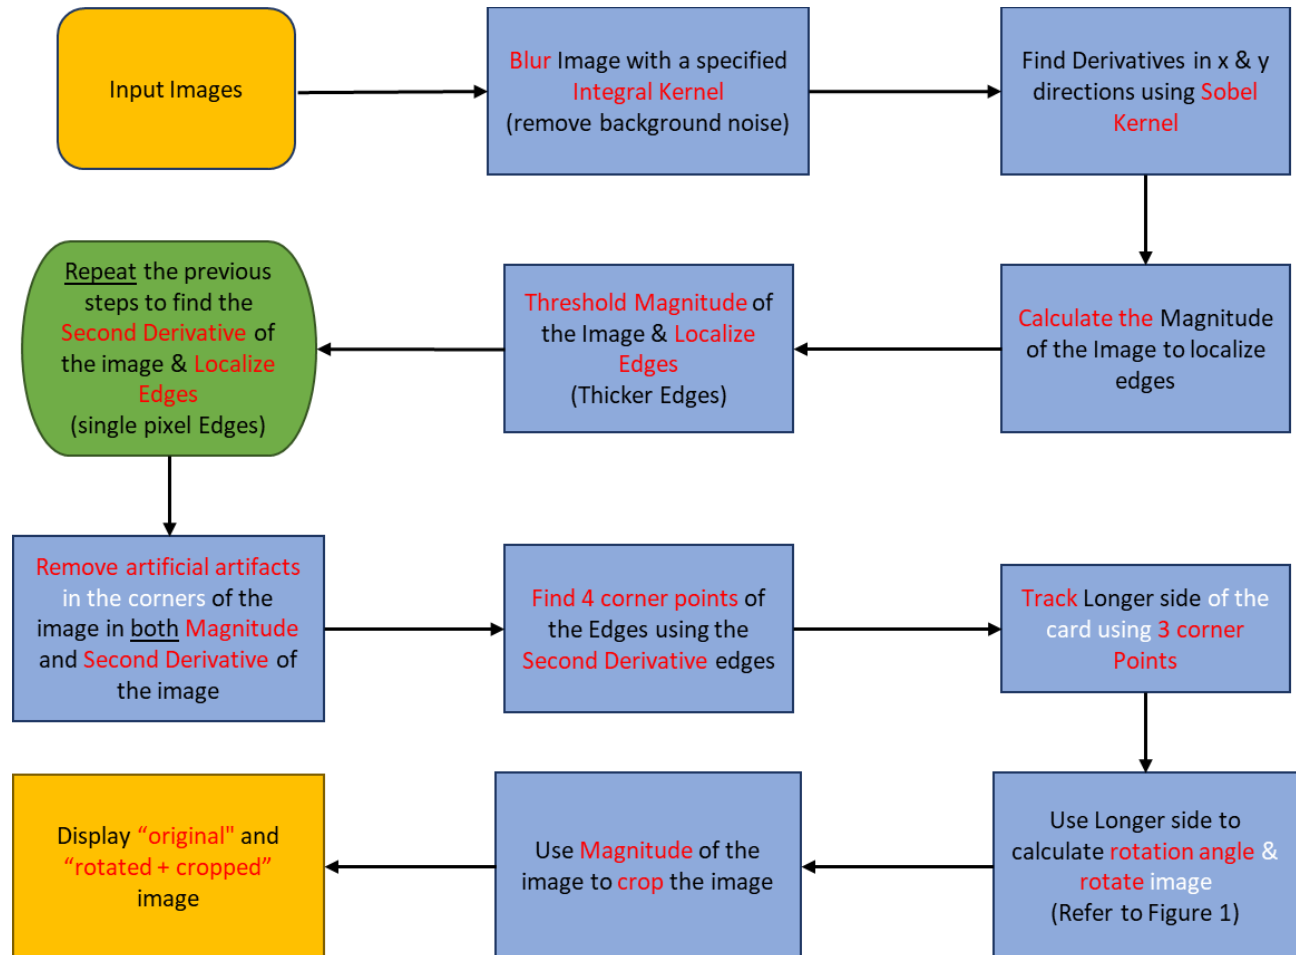 Input Images
Blur Image with a specified
Integral Kernel
(remove background noise)
Find Derivatives in x & y
directions using Sobel
Kernel
Calculate the Magnitude
of the Image to localize
edges
Threshold Magnitude of
the Image & Localize
Edges
(Thicker Edges)
Repeat the previous
steps to find the
Second Derivative of
the image & Localize
Edges
(single pixel Edges)
Remove artificial artifacts
in the corners of the
image in both Magnitude
and Second Derivative of
the image
Find 4 corner points of
the Edges using the
Second Derivative edges
Track Longer side of the
card using 3 corner
Points
Use Longer side to
calculate rotation angle &
rotate image
(Refer to Figure 1)
Use Magnitude of the
image to crop the image
Display “original" and
“rotated + cropped”
image